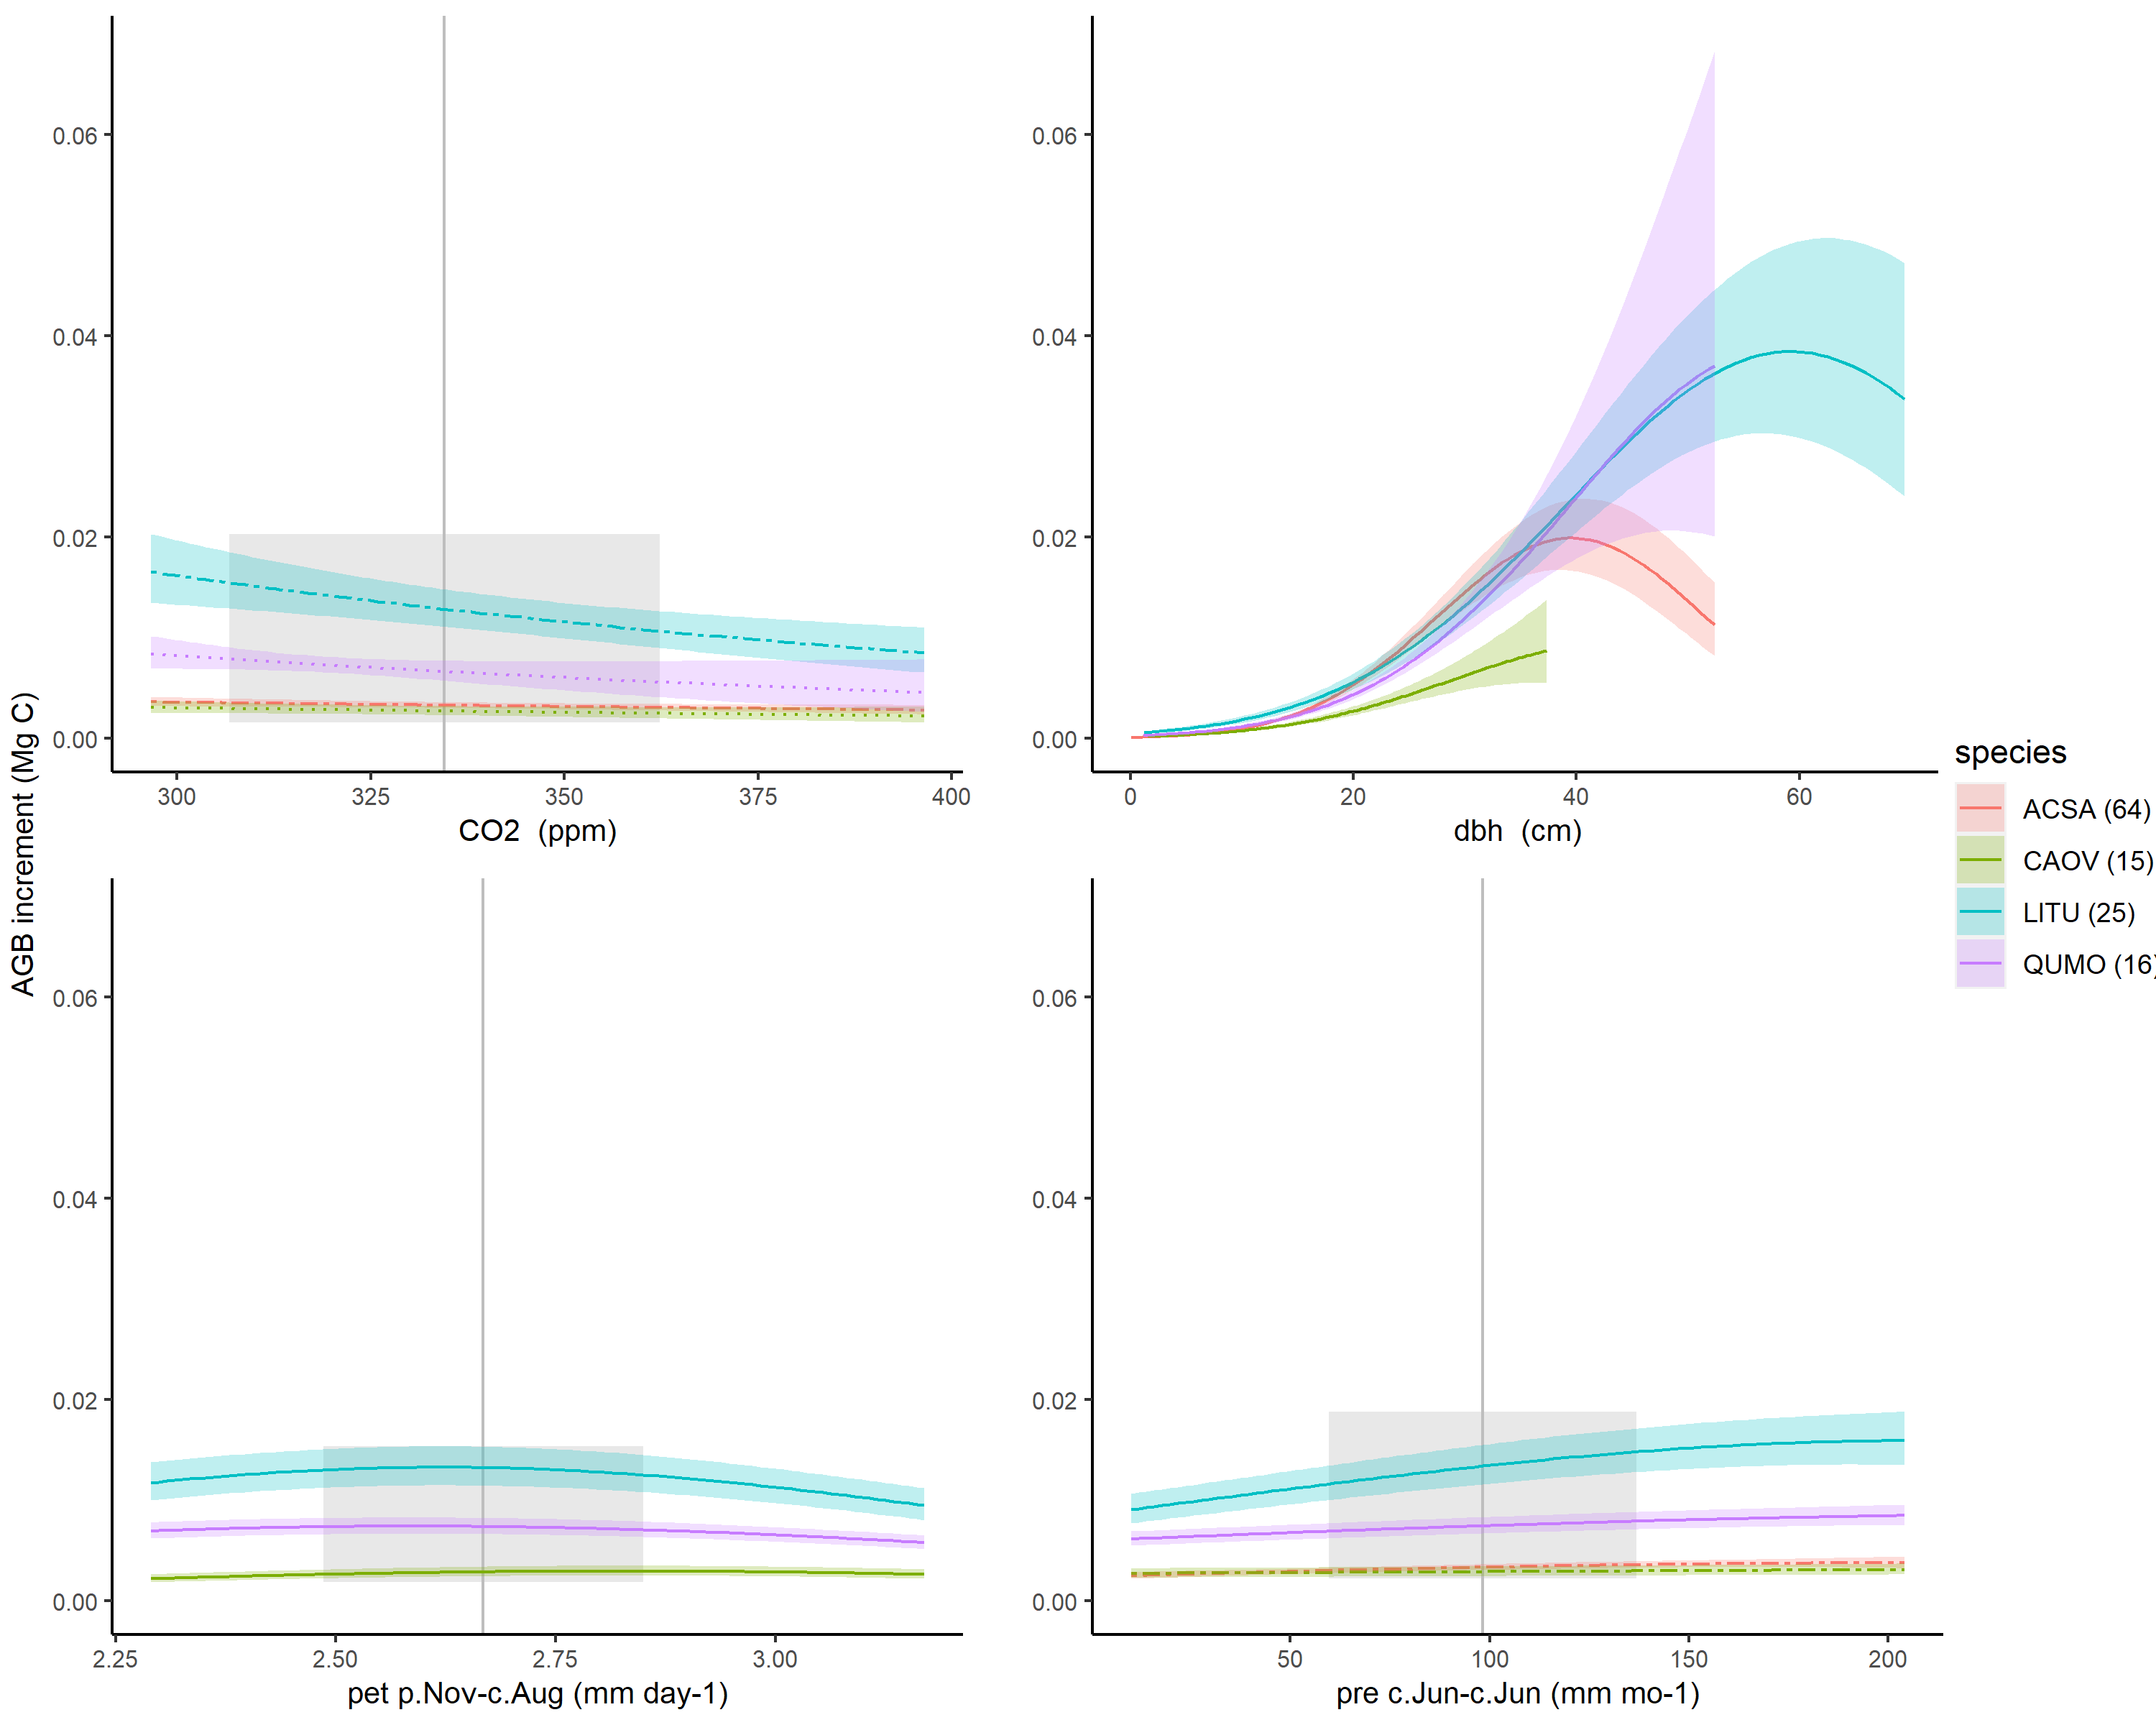 AGB increment (Mg C)
0.06
0.04
0.02
0.00
300 325 350 375 400
CO2 (ppm)
0.06
0.04
0.02
0.00
0 20 40 60
dbh (cm)
0.06
0.04
0.02
0.00
2.25 2.50 2.75 3.00
pet p.Nov-c.Aug (mm day-1)
0.06
0.04
0.02
0.00
50 100 150 200
pre c.Jun-c.Jun (mm mo-1)
species
ACSA (64)
CAOV (15)
LITU (25)
QUMO (16)